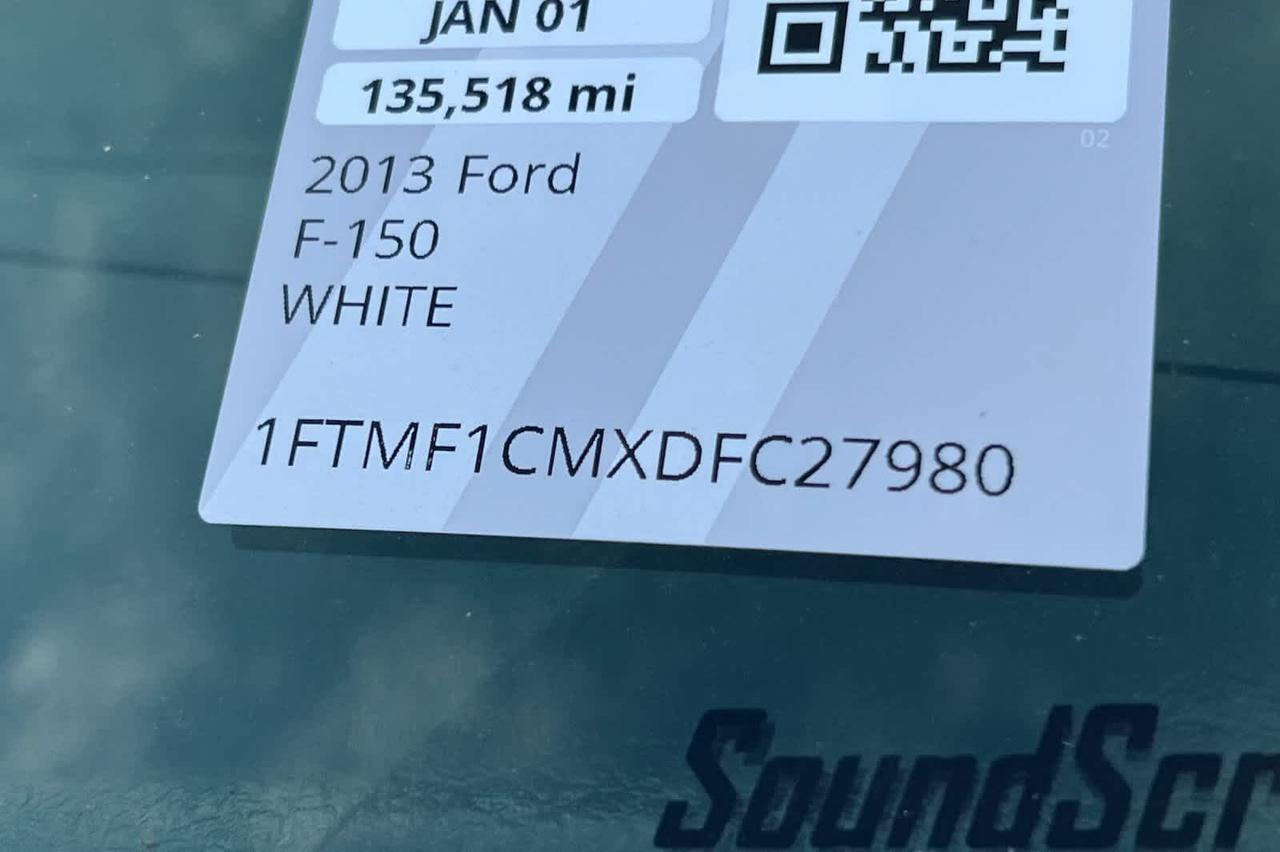 JAN 01
135,518 mi
02
2013 Ford
F-150
WHITE
1FTMF1CMXDFC27980
SoundScr